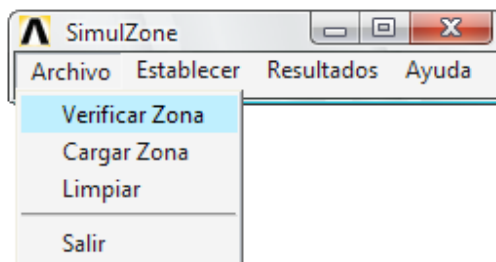 SimulZone
Archivo Establecer Resultados Ayuda
Verificar Zona
Cargar Zona
Limpiar
Salir